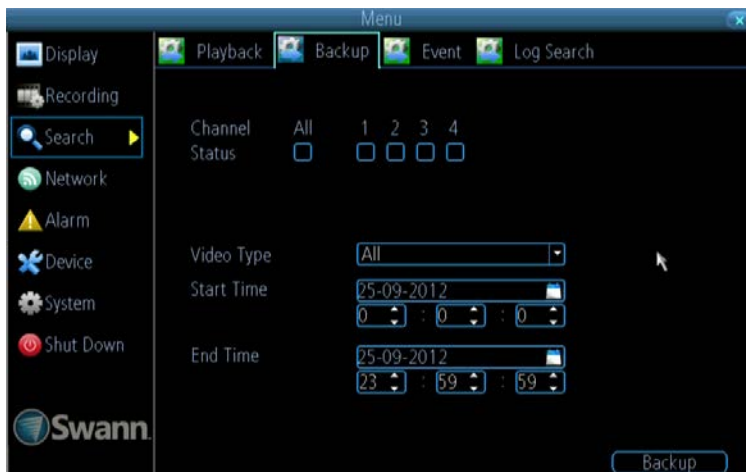 Menu
Display
Recording
Search
Network
Alarm
Device
System
Shut Down
Swann
Playback Backup Event Log Search
Channel All 1 2 3 4
Status
Video Type All
Start Time 25-09-2012
0 : 0 : 0
End Time 25-09-2012
23 : 59 : 59
Backup